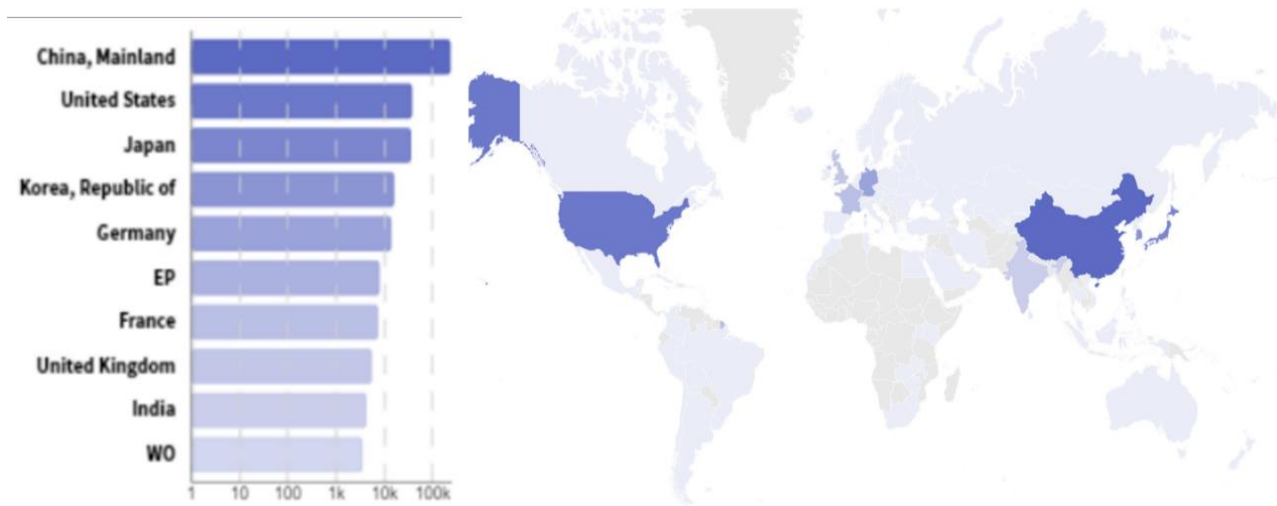 China, Mainland
United States
Japan
Korea, Republic of
Germany
EP
France
United Kingdom
India
WO
1 10 100 1k 10k 100k